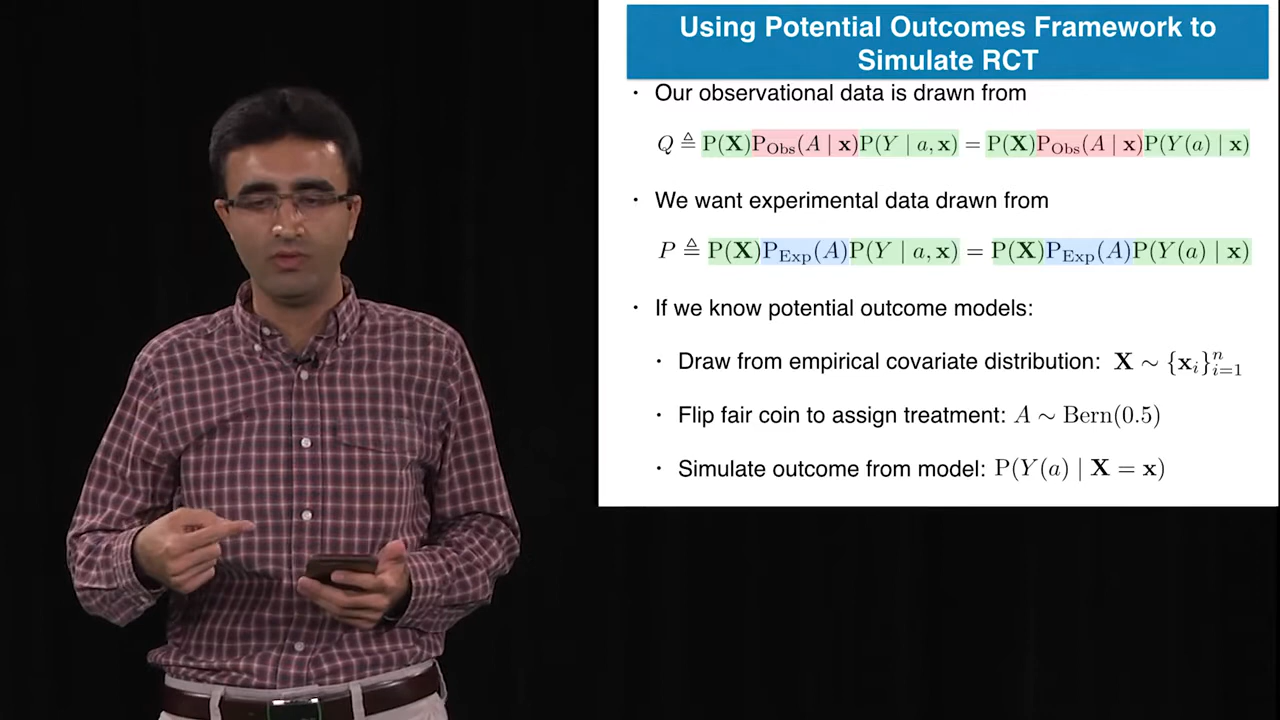 Using Potential Outcomes Framework to
Simulate RCT
• Our observational data is drawn from
Q ≜ P(X)P_Obs(A | x)P(Y | a, x) = P(X)P_Obs(A | x)P(Y(a) | x)
• We want experimental data drawn from
P ≜ P(X)P_Exp(A)P(Y | a, x) = P(X)P_Exp(A)P(Y(a) | x)
• If we know potential outcome models:
• Draw from empirical covariate distribution: X ∼ {x_i}_{i=1}^n
• Flip fair coin to assign treatment: A ∼ Bern(0.5)
• Simulate outcome from model: P(Y(a) | X = x)